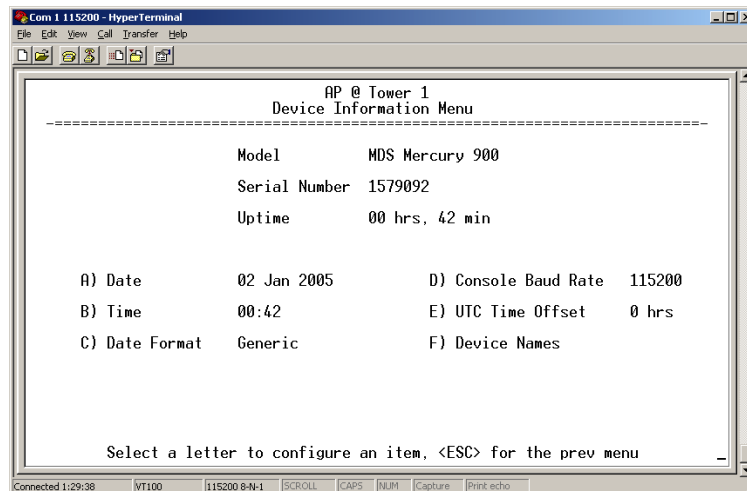 Com 1 115200 - HyperTerminal
File Edit View Call Transfer Help
AP @ Tower 1
Device Information Menu
-==========================================================================-
Model MDS Mercury 900
Serial Number 1579092
Uptime 00 hrs, 42 min
A) Date 02 Jan 2005 D) Console Baud Rate 115200
B) Time 00:42 E) UTC Time Offset 0 hrs
C) Date Format Generic F) Device Names
Select a letter to configure an item, <ESC> for the prev menu _
Connected 1:29:38 VT100 115200 8-N-1 SCROLL CAPS NUM Capture Print echo